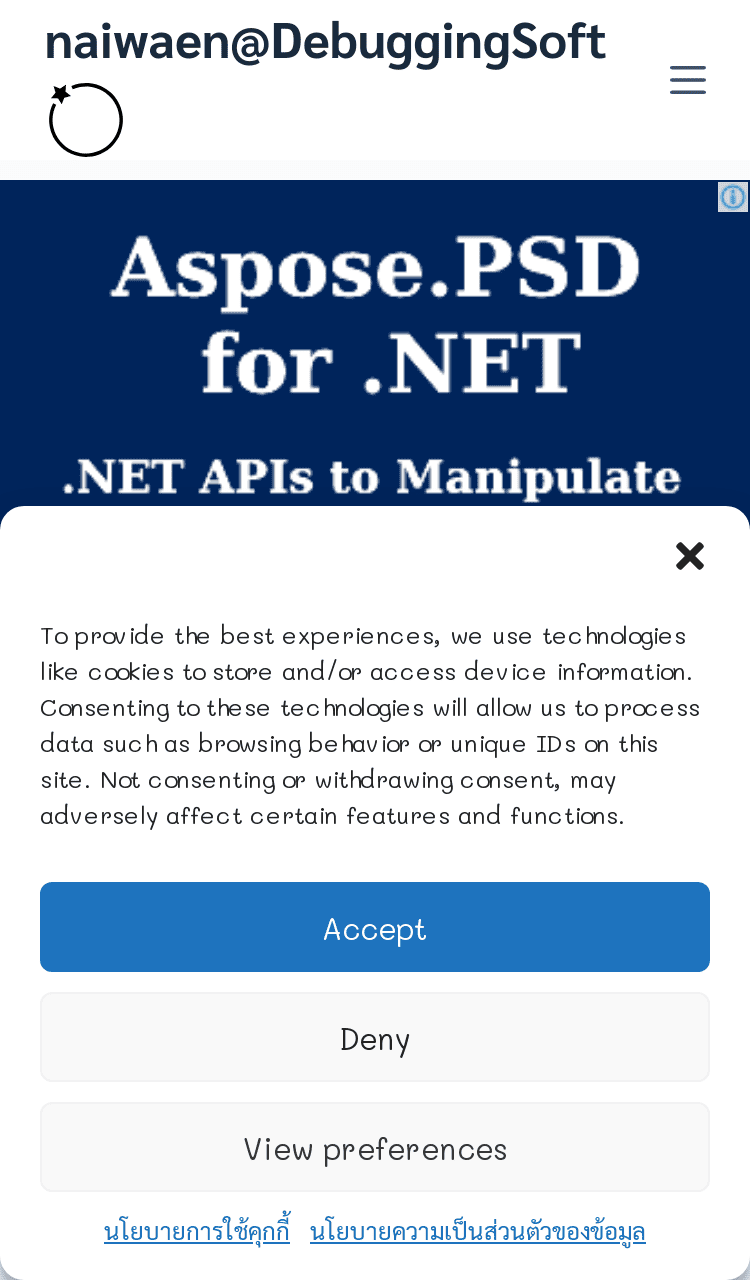 naiwaen@DebuggingSoft
Aspose.PSD
for .NET
.NET APIs to Manipulate
To provide the best experiences, we use technologies
like cookies to store and/or access device information.
Consenting to these technologies will allow us to process
data such as browsing behavior or unique IDs on this
site. Not consenting or withdrawing consent, may
adversely affect certain features and functions.
Accept
Deny
View preferences
นโยบายการใช้คุกกี้ นโยบายความเป็นส่วนตัวของข้อมูล